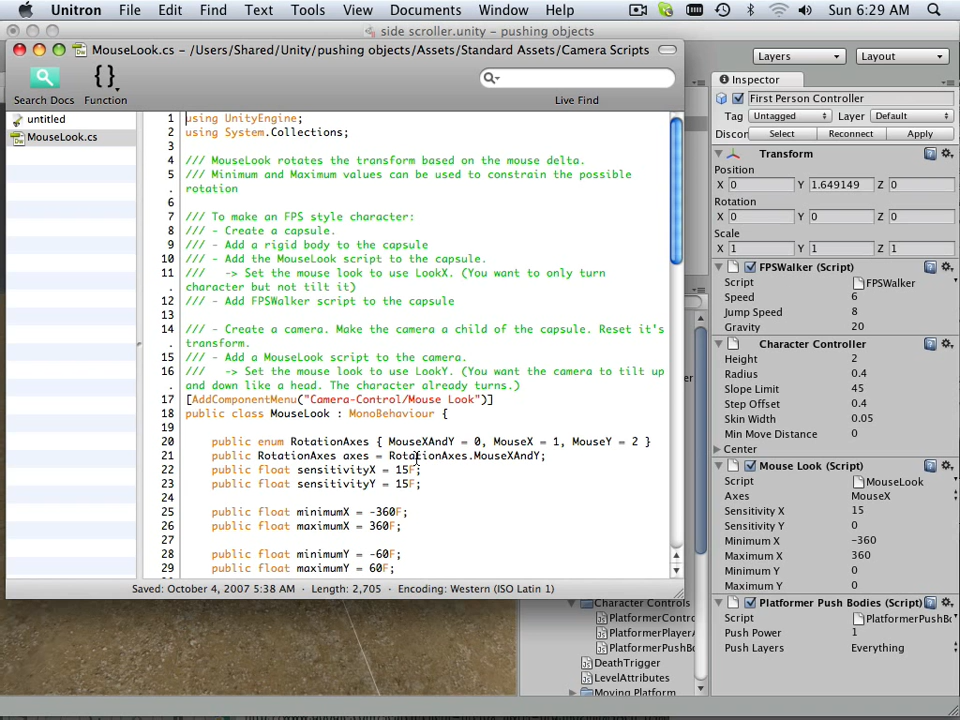 Unitron File Edit Find Text Tools View Documents Window Help Sun 6:29 AM
side scroller.unity - pushing objects
MouseLook.cs - /Users/Shared/Unity/pushing objects/Assets/Standard Assets/Camera Scripts
Search Docs Function Live Find
untitled
MouseLook.cs
1 using UnityEngine;
2 using System.Collections;
3
4 /// MouseLook rotates the transform based on the mouse delta.
5 /// Minimum and Maximum values can be used to constrain the possible
. rotation
6
7 /// To make an FPS style character:
8 /// - Create a capsule.
9 /// - Add a rigid body to the capsule
10 /// - Add the MouseLook script to the capsule.
11 ///   -> Set the mouse look to use LookX. (You want to only turn
. character but not tilt it)
12 /// - Add FPSWalker script to the capsule
13
14 /// - Create a camera. Make the camera a child of the capsule. Reset it's
. transform.
15 /// - Add a MouseLook script to the camera.
16 ///   -> Set the mouse look to use LookY. (You want the camera to tilt up
. and down like a head. The character already turns.)
17 [AddComponentMenu("Camera-Control/Mouse Look")]
18 public class MouseLook : MonoBehaviour {
19
20 public enum RotationAxes { MouseXAndY = 0, MouseX = 1, MouseY = 2 }
21 public RotationAxes axes = RotationAxes.MouseXAndY;
22 public float sensitivityX = 15F;
23 public float sensitivityY = 15F;
24
25 public float minimumX = -360F;
26 public float maximumX = 360F;
27
28 public float minimumY = -60F;
29 public float maximumY = 60F;
Saved: October 4, 2007 5:38 AM - Length: 2,705 - Encoding: Western (ISO Latin 1)
Layers Layout
Inspector
First Person Controller
Tag Untagged Layer Default
Discon Select Reconnect Apply
Transform
Position
X 0 Y 1.649149 Z 0
Rotation
X 0 Y 0 Z 0
Scale
X 1 Y 1 Z 1
FPSWalker (Script)
Script FPSWalker
Speed 6
Jump Speed 8
Gravity 20
Character Controller
Height 2
Radius 0.4
Slope Limit 45
Step Offset 0.4
Skin Width 0.05
Min Move Distance 0
Center
Mouse Look (Script)
Script MouseLook
Axes MouseX
Sensitivity X 15
Sensitivity Y 0
Minimum X -360
Maximum X 360
Minimum Y 0
Maximum Y 0
Platformer Push Bodies (Script)
Script PlatformerPushBo
Push Power 1
Push Layers Everything
Character Controls
PlatformerContro
PlatformerPlayerA
PlatformerPushBo
DeathTrigger
LevelAttributes
Moving Platform